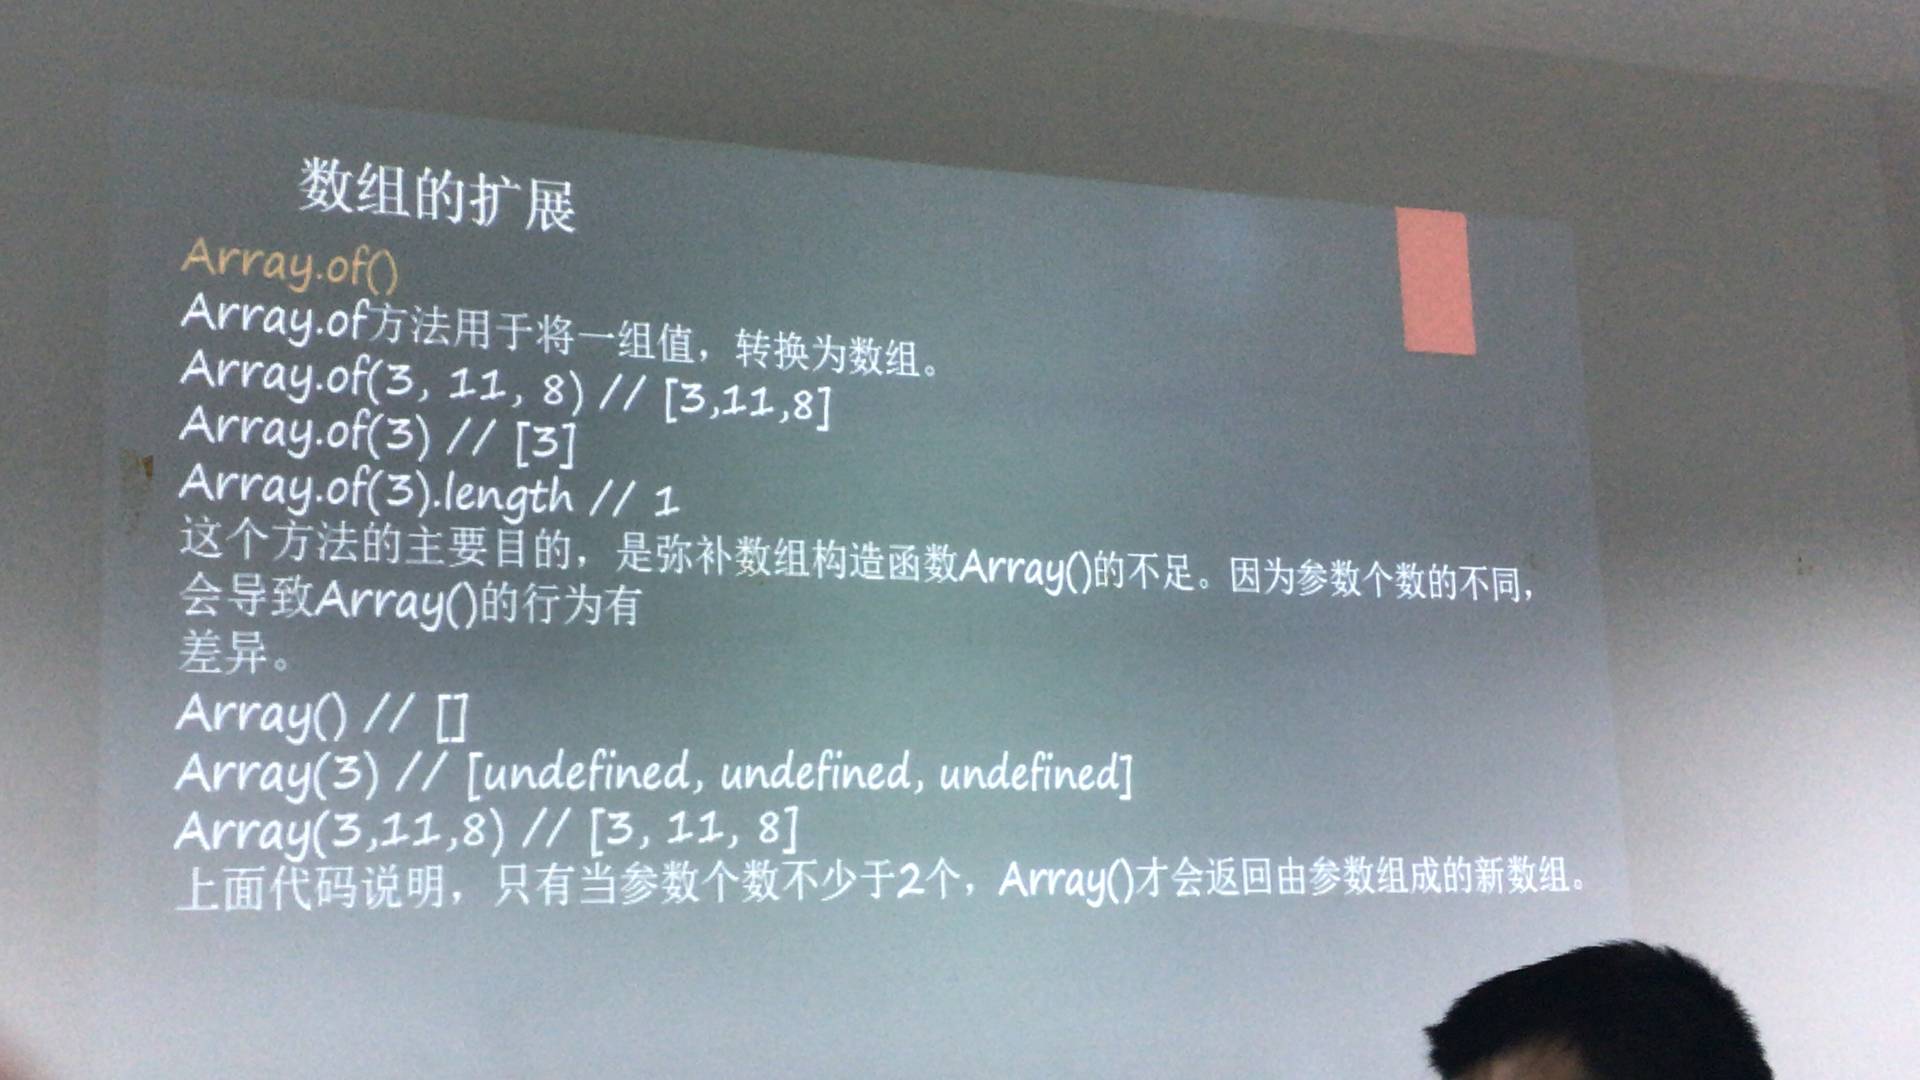 数组的扩展
Array.of()
Array.of方法用于将一组值，转换为数组。
Array.of(3, 11, 8) // [3,11,8]
Array.of(3) // [3]
Array.of(3).length // 1
这个方法的主要目的，是弥补数组构造函数Array()的不足。因为参数个数的不同，
会导致Array()的行为有
差异。
Array() // []
Array(3) // [undefined, undefined, undefined]
Array(3,11,8) // [3, 11, 8]
上面代码说明，只有当参数个数不少于2个，Array()才会返回由参数组成的新数组。